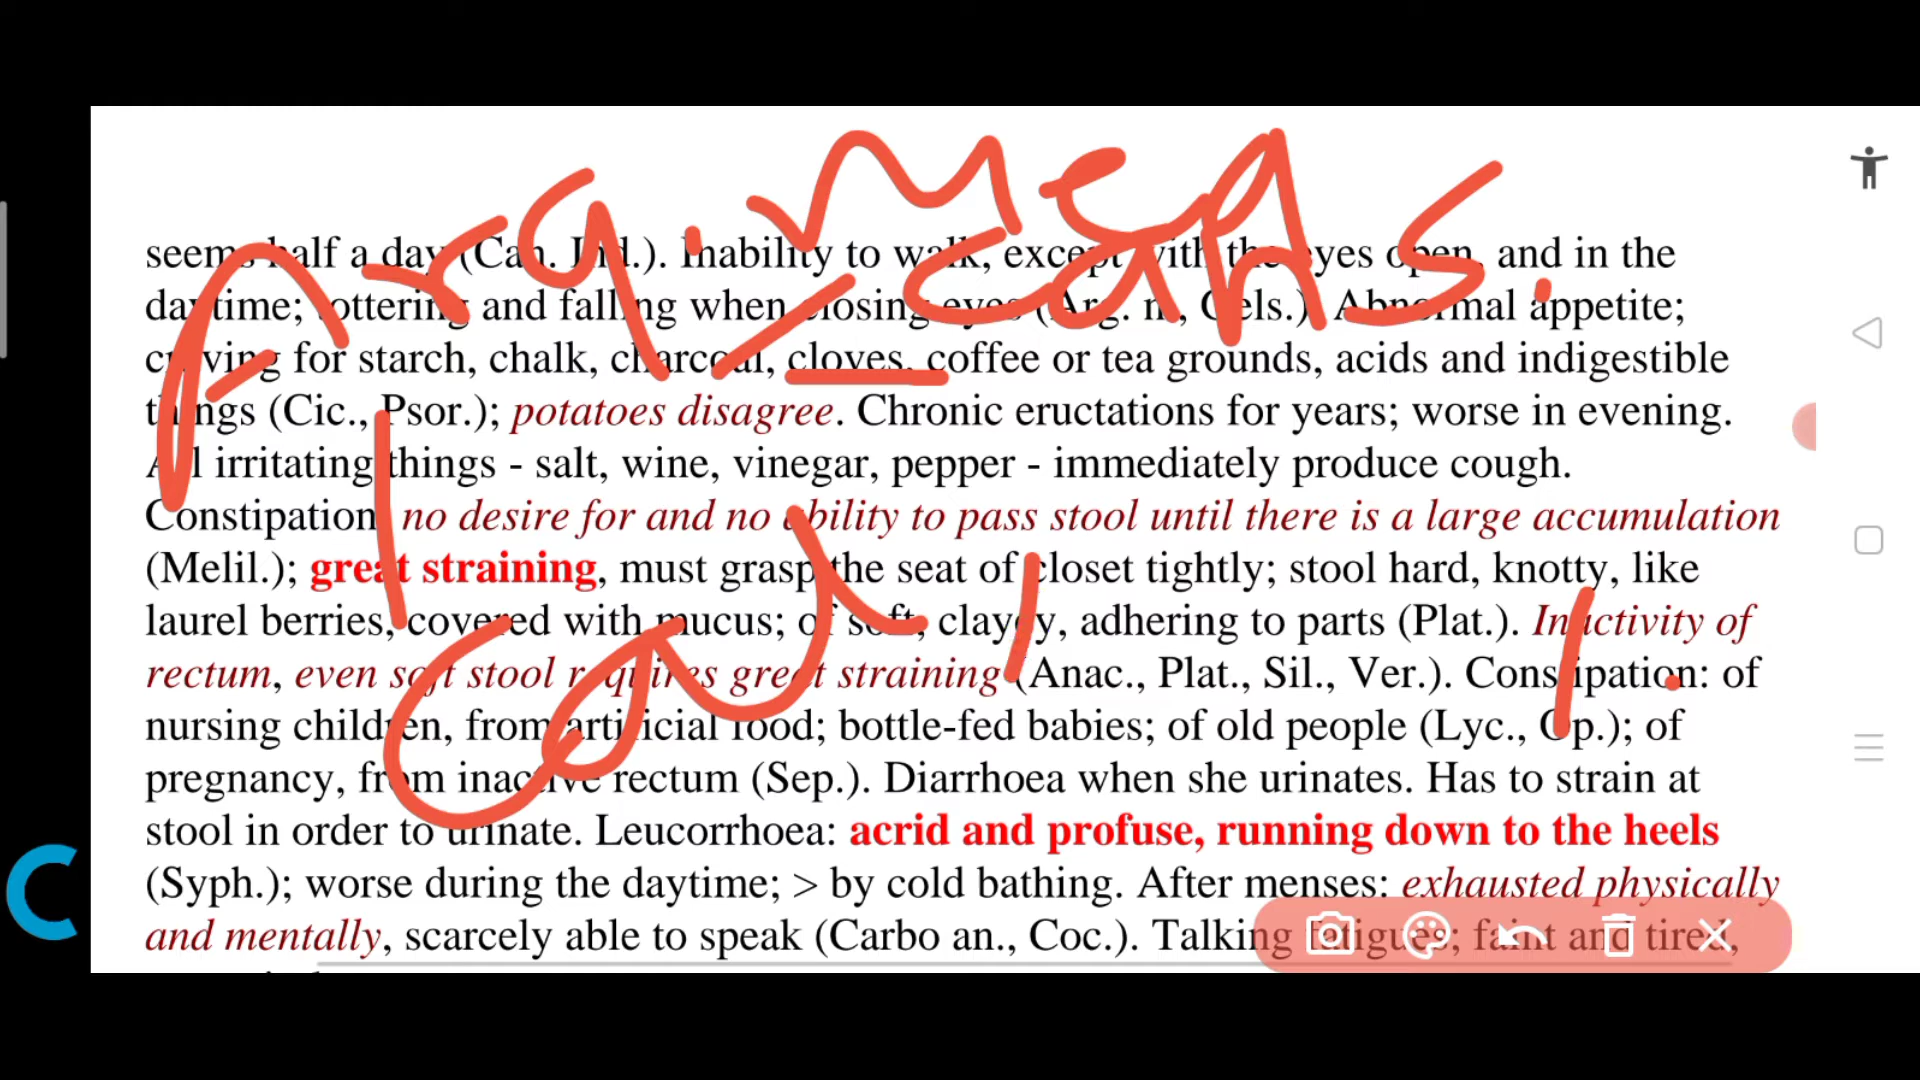 Arg. Me
canths.
seems half a day (Can. Ind.). Inability to walk, except with the eyes open, and in the
daytime; tottering and falling when closing eyes (Arg. n., Gels.). Abnormal appetite;
craving for starch, chalk, charcoal, cloves, coffee or tea grounds, acids and indigestible
things (Cic., Psor.); potatoes disagree. Chronic eructations for years; worse in evening.
All irritating things - salt, wine, vinegar, pepper - immediately produce cough.
Constipation: no desire for and no ability to pass stool until there is a large accumulation
(Melil.); great straining, must grasp the seat of closet tightly; stool hard, knotty, like
laurel berries, covered with mucus; of soft, clayey, adhering to parts (Plat.). Inactivity of
rectum, even soft stool requires great straining (Anac., Plat., Sil., Ver.). Constipation: of
nursing children, from artificial food; bottle-fed babies; of old people (Lyc., Op.); of
pregnancy, from inactive rectum (Sep.). Diarrhoea when she urinates. Has to strain at
stool in order to urinate. Leucorrhoea: acrid and profuse, running down to the heels
(Syph.); worse during the daytime; > by cold bathing. After menses: exhausted physically
and mentally, scarcely able to speak (Carbo an., Coc.). Talking fatigues; faint and tired,